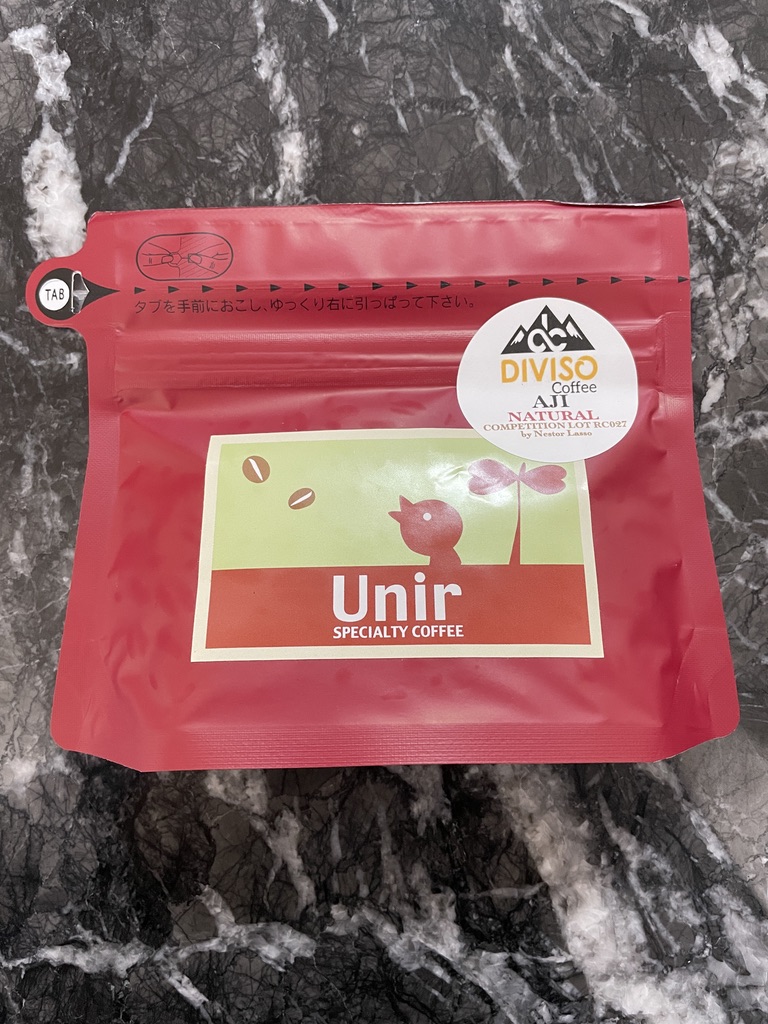 TAB
タブを手前におこし、ゆっくり右に引っぱって下さい。
dc
DIVISO
Coffee
AJI
NATURAL
COMPETITION LOT RC027
by Nestor Lasso
Unir
SPECIALTY COFFEE